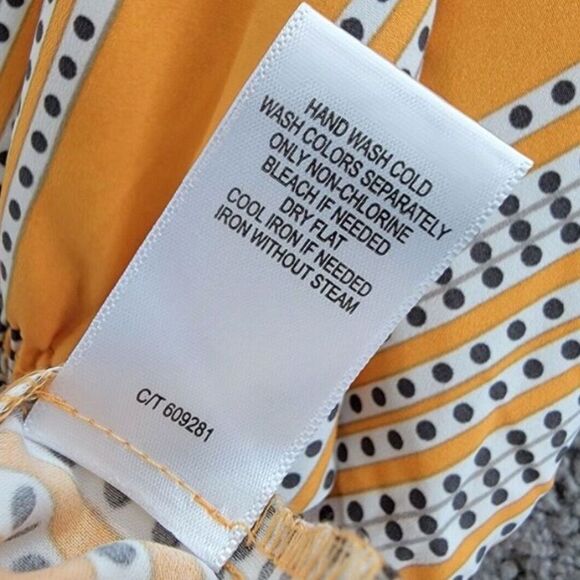 HAND WASH COLD
WASH COLORS SEPARATELY
ONLY NON-CHLORINE
BLEACH IF NEEDED
DRY FLAT
COOL IRON IF NEEDED
IRON WITHOUT STEAM
C/T 609281